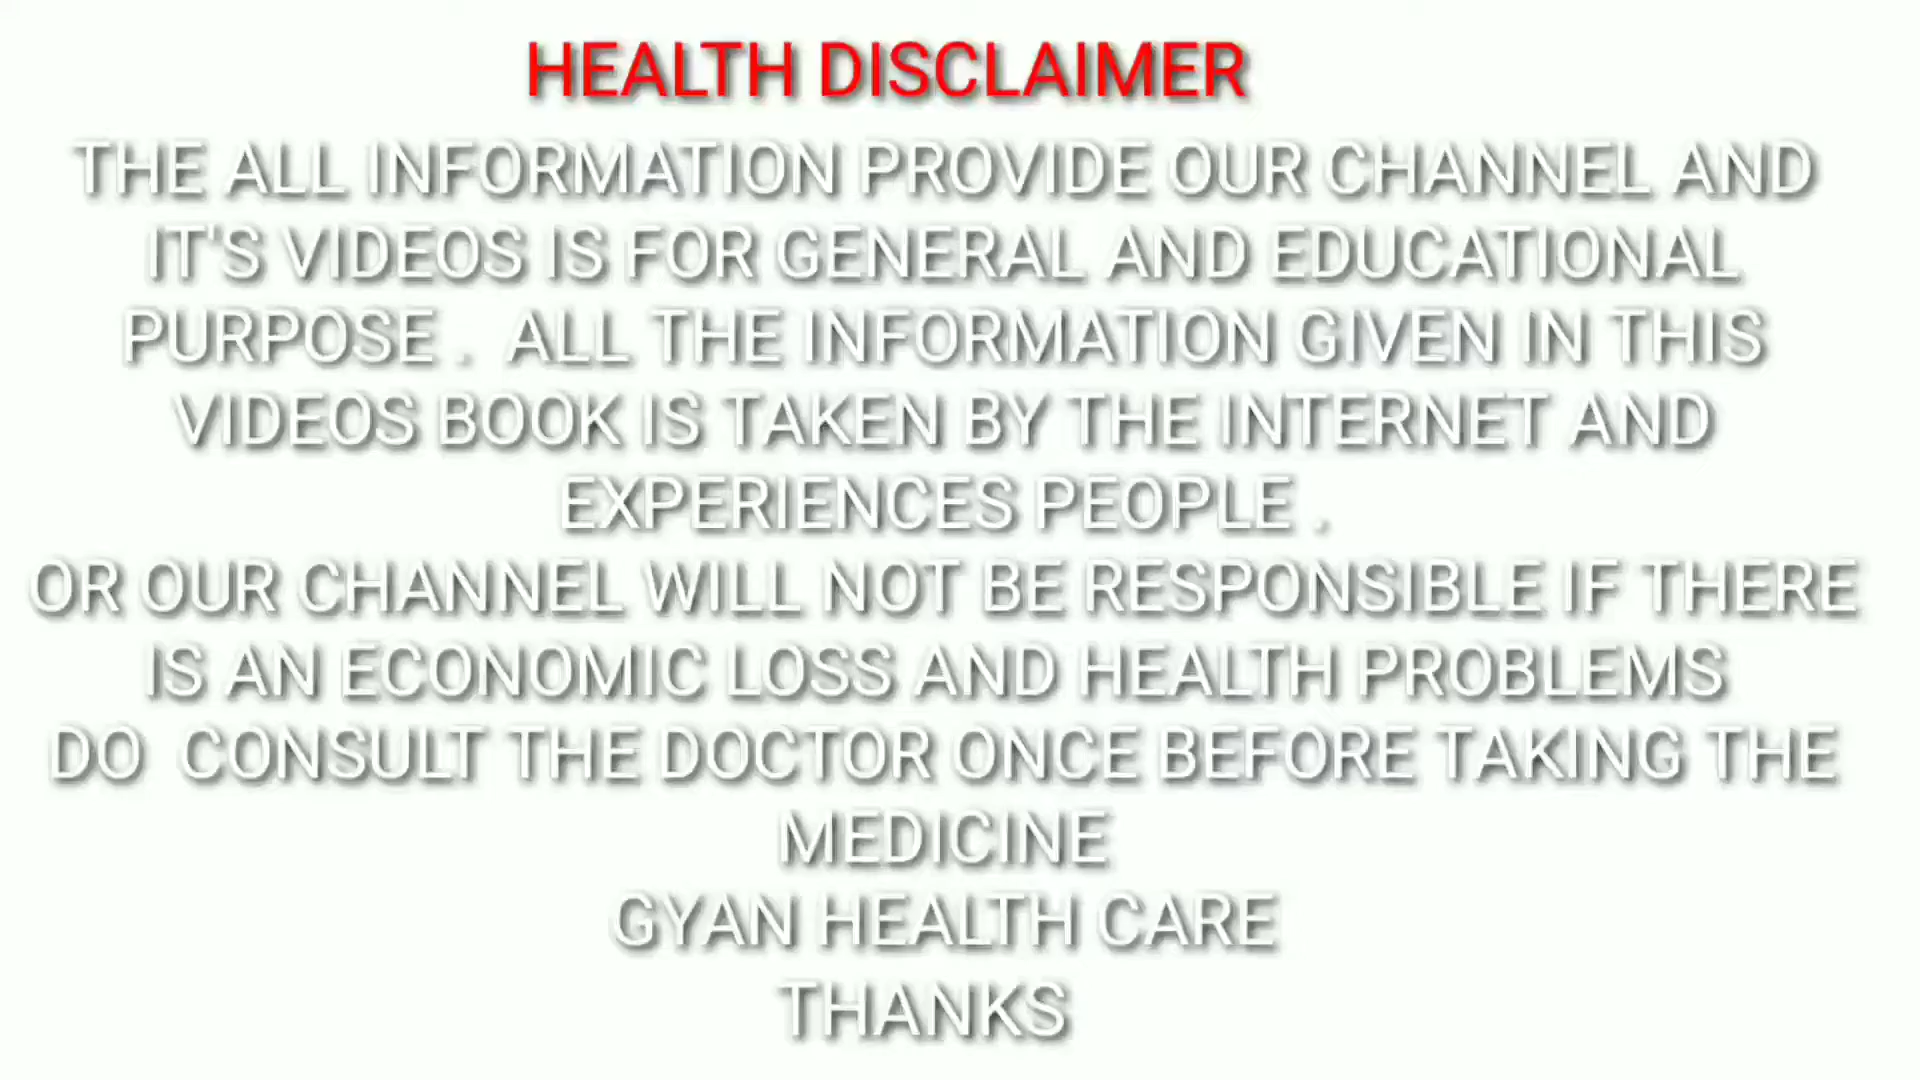 HEALTH DISCLAIMER
THE ALL INFORMATION PROVIDE OUR CHANNEL AND
IT'S VIDEOS IS FOR GENERAL AND EDUCATIONAL
PURPOSE .  ALL THE INFORMATION GIVEN IN THIS
VIDEOS BOOK IS TAKEN BY THE INTERNET AND
EXPERIENCES PEOPLE .
OR OUR CHANNEL WILL NOT BE RESPONSIBLE IF THERE
IS AN ECONOMIC LOSS AND HEALTH PROBLEMS
DO  CONSULT THE DOCTOR ONCE BEFORE TAKING THE
MEDICINE
GYAN HEALTH CARE
THANKS